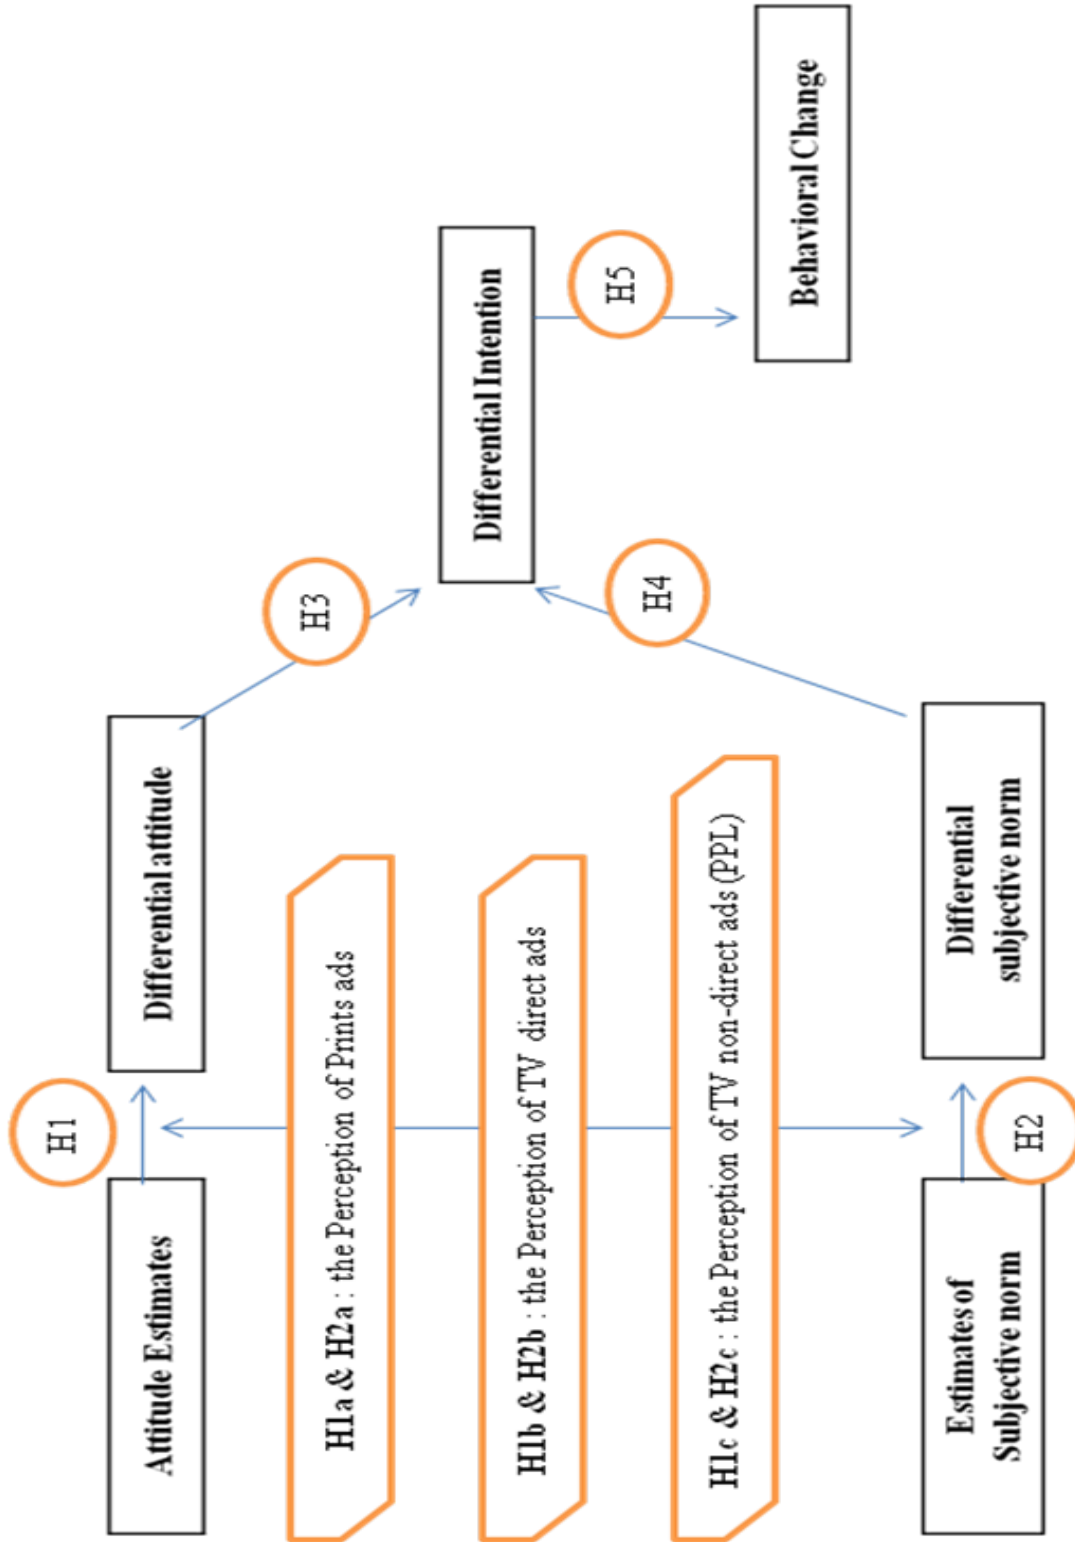 H1
Attitude Estimates
Differential attitude
H1a & H2a : the Perception of Prints ads
H1b & H2b : the Perception of TV direct ads
H1c & H2c : the Perception of TV non-direct ads (PPL)
Estimates of
Subjective norm
H2
Differential
subjective norm
H3
H4
Differential Intention
H5
Behavioral Change